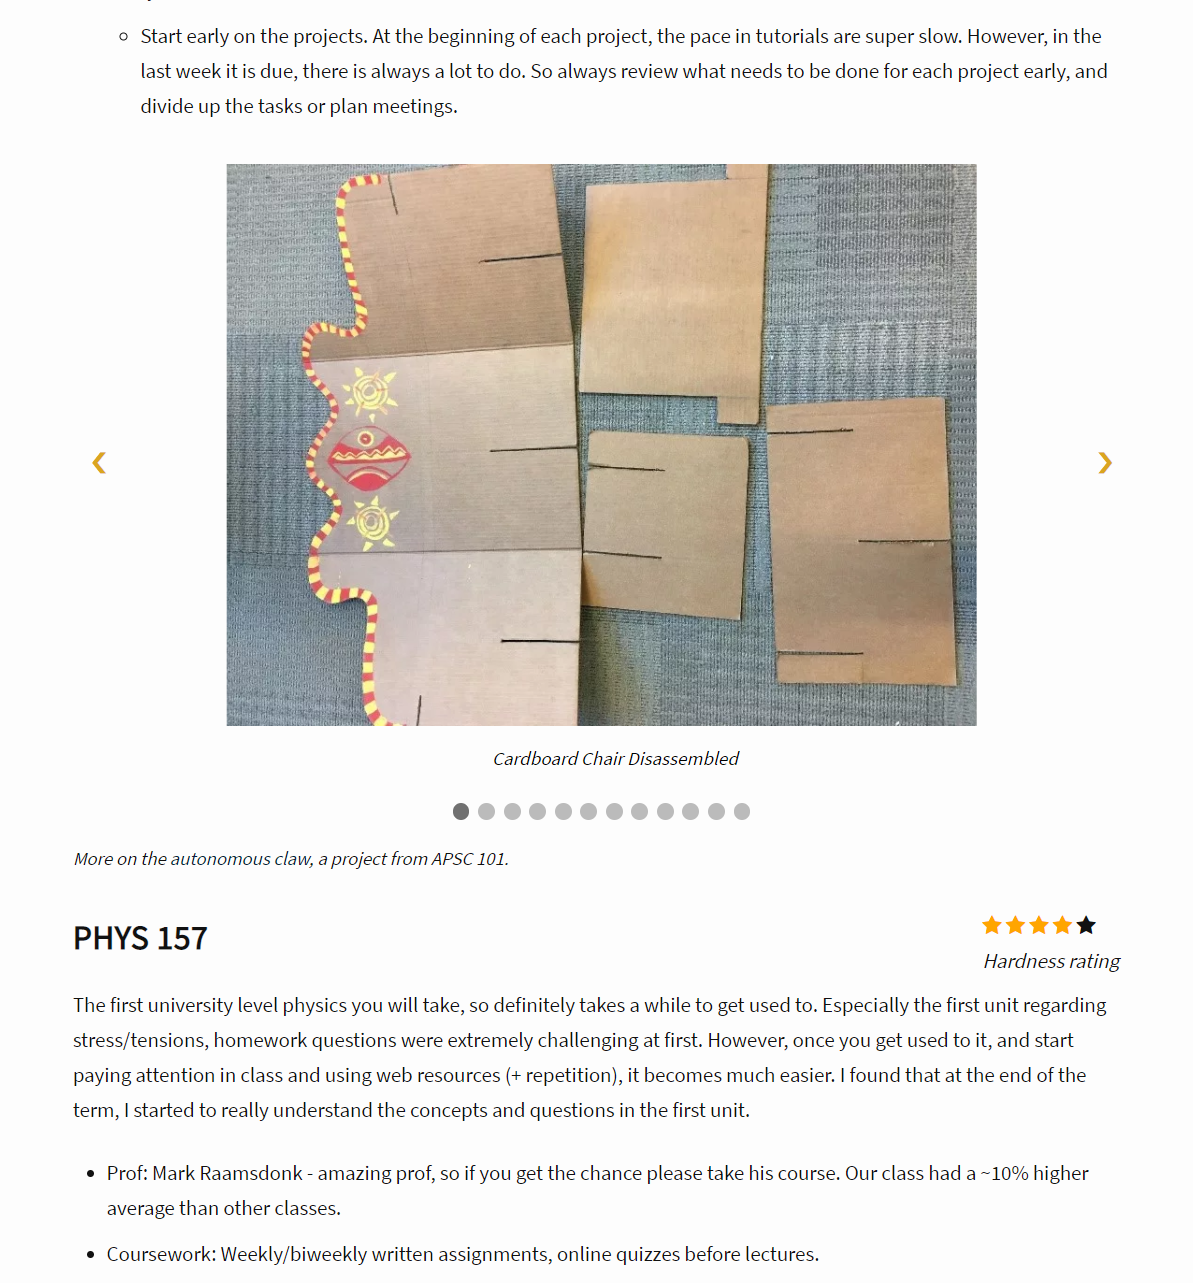 Start early on the projects. At the beginning of each project, the pace in tutorials are super slow. However, in the
last week it is due, there is always a lot to do. So always review what needs to be done for each project early, and
divide up the tasks or plan meetings.
Cardboard Chair Disassembled
More on the autonomous claw, a project from APSC 101.
PHYS 157
Hardness rating
The first university level physics you will take, so definitely takes a while to get used to. Especially the first unit regarding
stress/tensions, homework questions were extremely challenging at first. However, once you get used to it, and start
paying attention in class and using web resources (+ repetition), it becomes much easier. I found that at the end of the
term, I started to really understand the concepts and questions in the first unit.
Prof: Mark Raamsdonk - amazing prof, so if you get the chance please take his course. Our class had a ~10% higher
average than other classes.
Coursework: Weekly/biweekly written assignments, online quizzes before lectures.